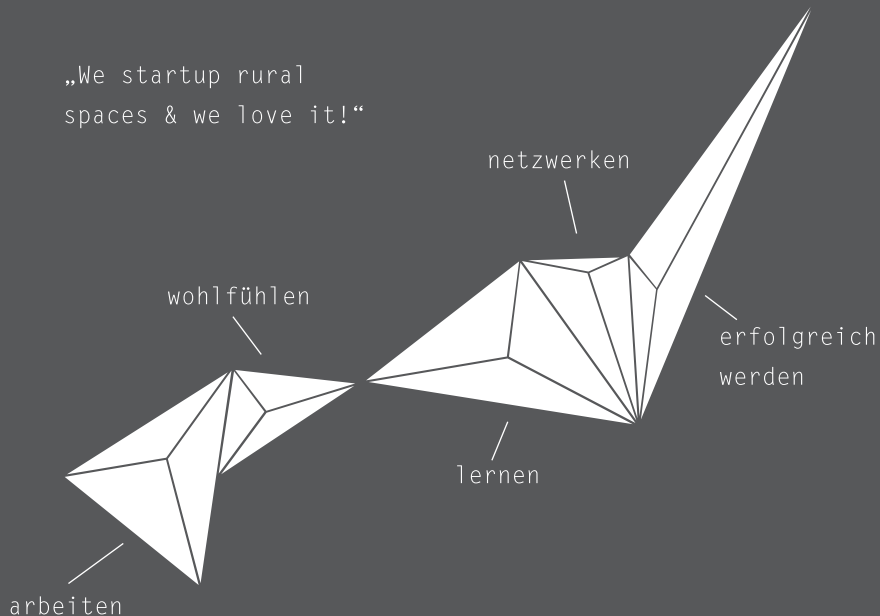 „We startup rural
spaces & we love it!“
netzwerken
wohlfühlen
erfolgreich
werden
lernen
arbeiten